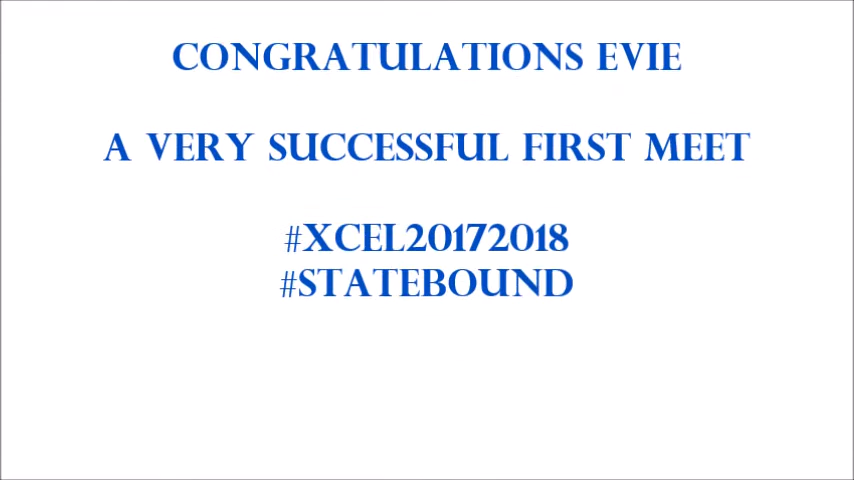 CONGRATULATIONS EVIE
A VERY SUCCESSFUL FIRST MEET
#XCEL20172018
#STATEBOUND